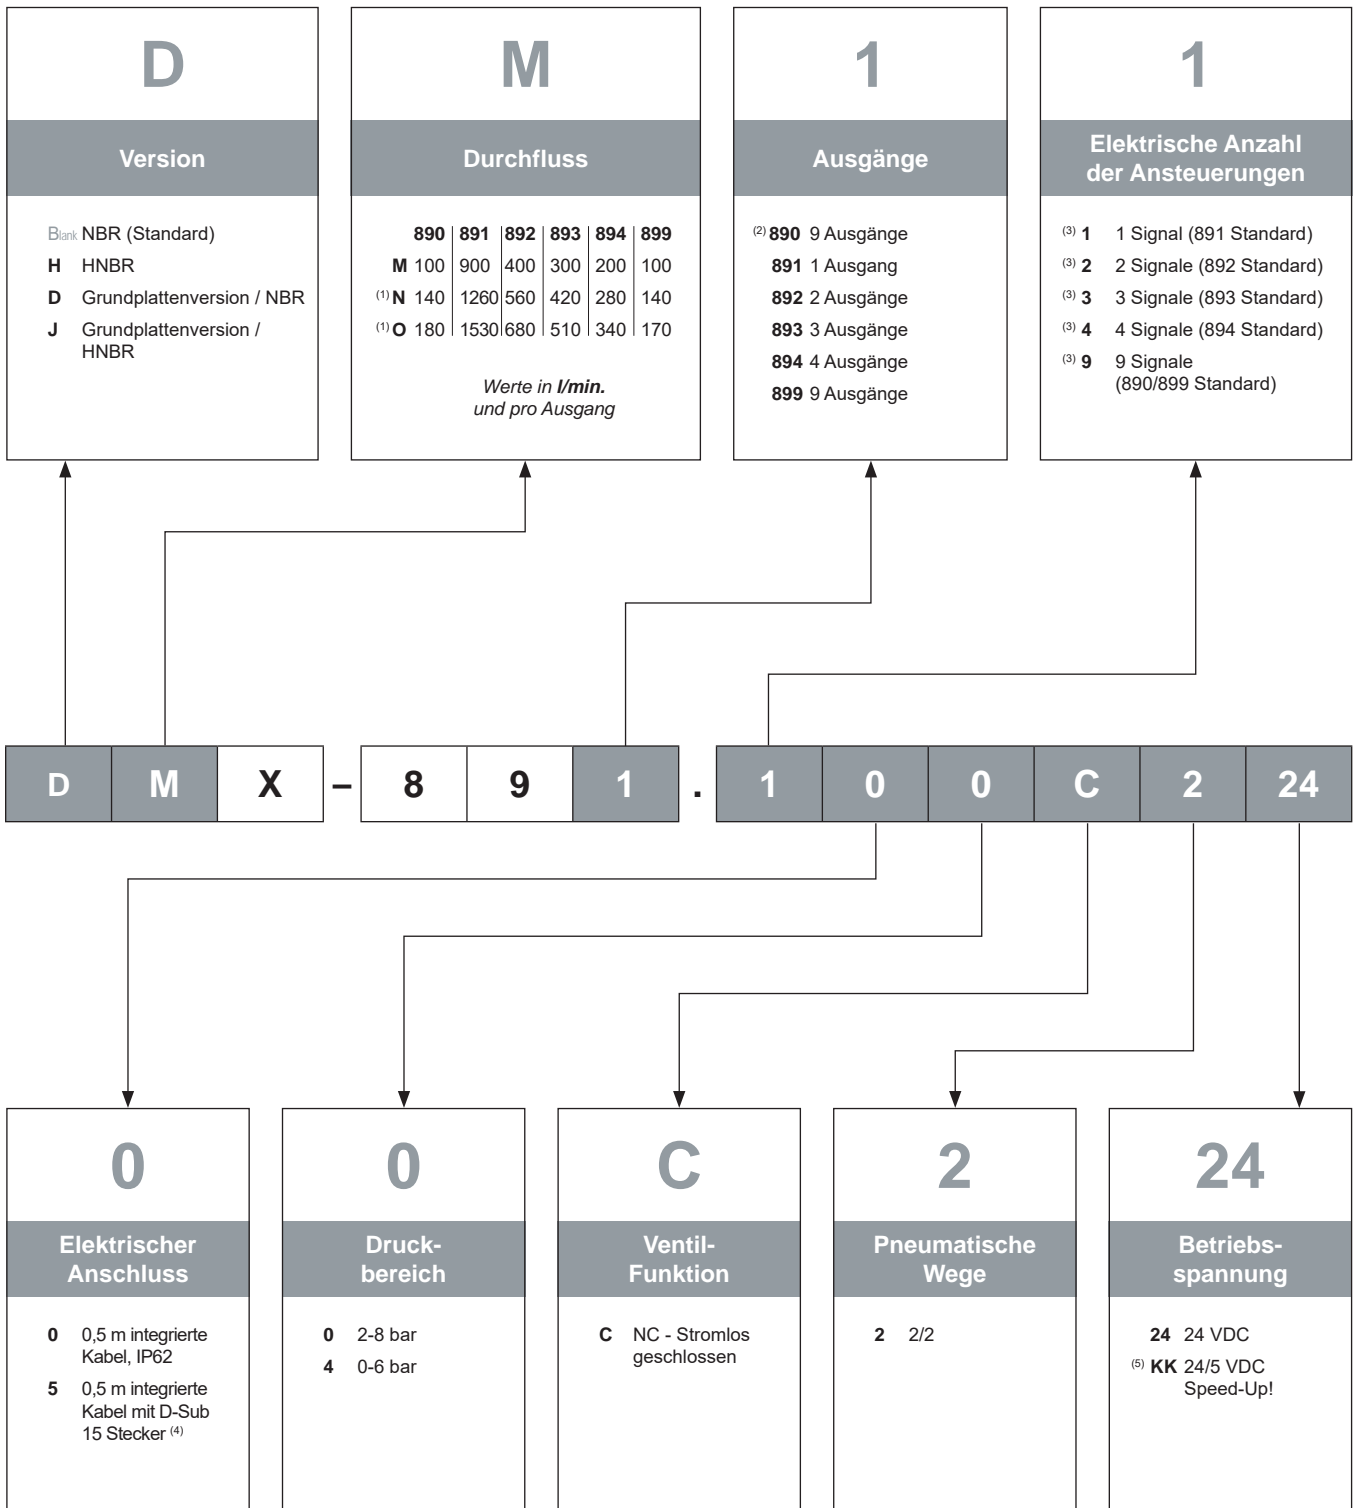 D
Version
Blank NBR (Standard)
H HNBR
D Grundplattenversion / NBR
J Grundplattenversion /
HNBR
M
Durchfluss
890 891 892 893 894 899
M 100 900 400 300 200 100
(1) N 140 1260 560 420 280 140
(1) O 180 1530 680 510 340 170
Werte in l/min.
und pro Ausgang
1
Ausgänge
(2) 890 9 Ausgänge
891 1 Ausgang
892 2 Ausgänge
893 3 Ausgänge
894 4 Ausgänge
899 9 Ausgänge
1
Elektrische Anzahl
der Ansteuerungen
(3) 1 1 Signal (891 Standard)
(3) 2 2 Signale (892 Standard)
(3) 3 3 Signale (893 Standard)
(3) 4 4 Signale (894 Standard)
(3) 9 9 Signale
(890/899 Standard)
D M X – 8 9 1 . 1 0 0 C 2 24
0
Elektrischer
Anschluss
0 0,5 m integrierte
Kabel, IP62
5 0,5 m integrierte
Kabel mit D-Sub
15 Stecker (4)
0
Druck-
bereich
0 2-8 bar
4 0-6 bar
C
Ventil-
Funktion
C NC - Stromlos
geschlossen
2
Pneumatische
Wege
2 2/2
24
Betriebs-
spannung
24 24 VDC
(5) KK 24/5 VDC
Speed-Up!